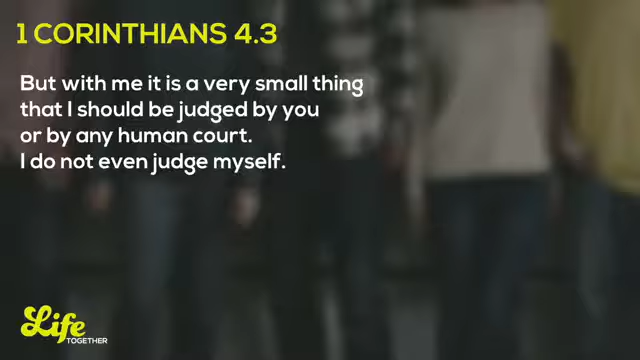 1 CORINTHIANS 4.3
But with me it is a very small thing
that I should be judged by you
or by any human court.
I do not even judge myself.
Life
TOGETHER